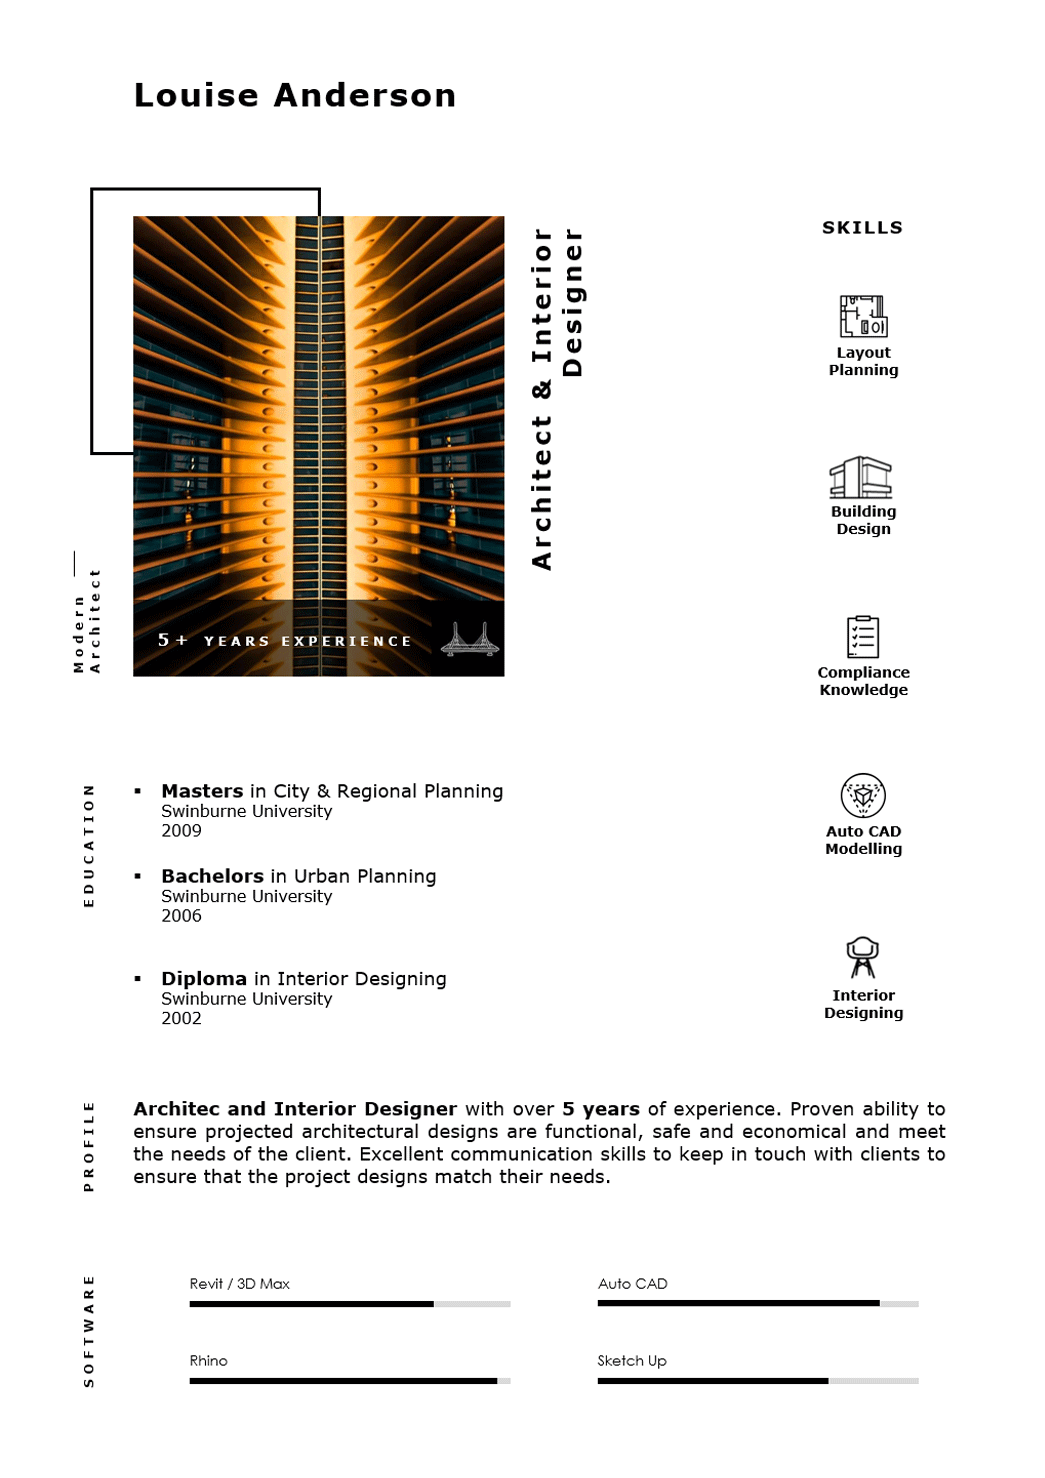 Louise Anderson
Architect & Interior
Designer
Modern
Architect
5+ YEARS EXPERIENCE
SKILLS
Layout
Planning
Building
Design
Compliance
Knowledge
Auto CAD
Modelling
Interior
Designing
EDUCATION
▪ Masters in City & Regional Planning
Swinburne University
2009
▪ Bachelors in Urban Planning
Swinburne University
2006
▪ Diploma in Interior Designing
Swinburne University
2002
PROFILE
Architec and Interior Designer with over 5 years of experience. Proven ability to
ensure projected architectural designs are functional, safe and economical and meet
the needs of the client. Excellent communication skills to keep in touch with clients to
ensure that the project designs match their needs.
SOFTWARE
Revit / 3D Max
Auto CAD
Rhino
Sketch Up